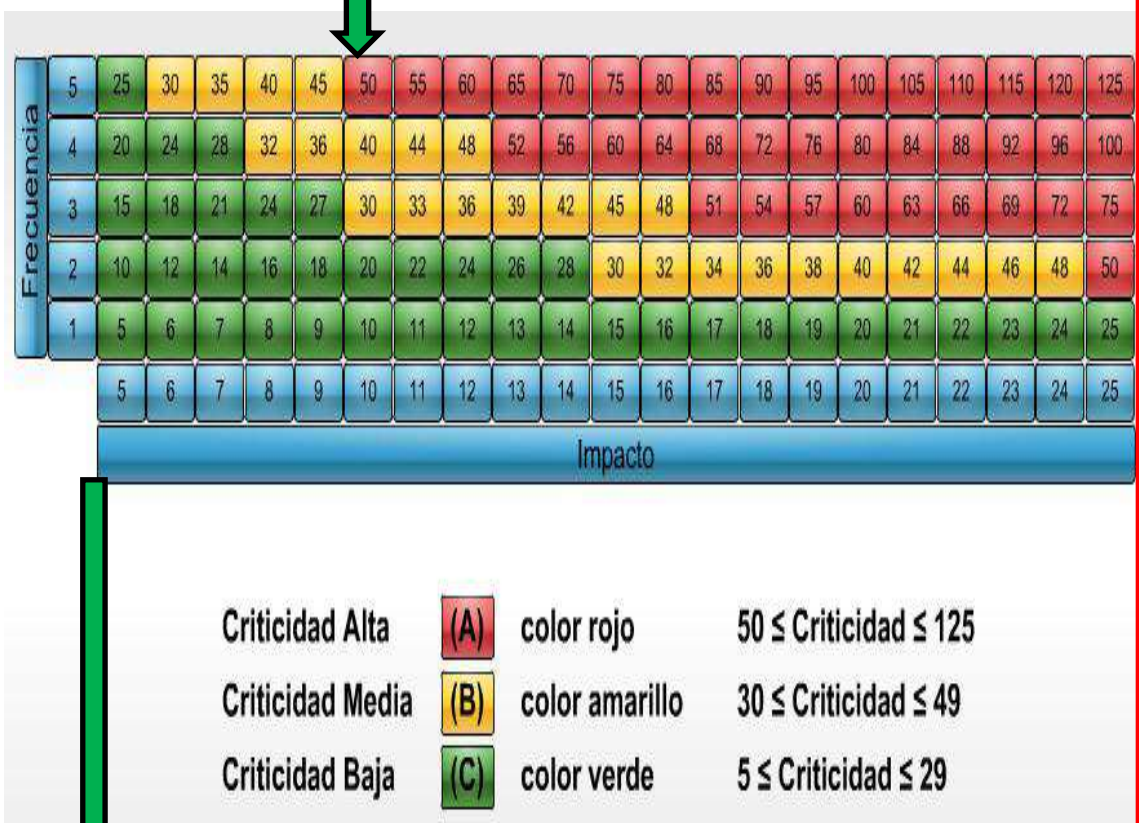 5 25 30 35 40 45 50 55 60 65 70 75 80 85 90 95 100 105 110 115 120 125
4 20 24 28 32 36 40 44 48 52 56 60 64 68 72 76 80 84 88 92 96 100
Frecuencia
3 15 18 21 24 27 30 33 36 39 42 45 48 51 54 57 60 63 66 69 72 75
2 10 12 14 16 18 20 22 24 26 28 30 32 34 36 38 40 42 44 46 48 50
1 5 6 7 8 9 10 11 12 13 14 15 16 17 18 19 20 21 22 23 24 25
5 6 7 8 9 10 11 12 13 14 15 16 17 18 19 20 21 22 23 24 25
Impacto
Criticidad Alta (A) color rojo 50 ≤ Criticidad ≤ 125
Criticidad Media (B) color amarillo 30 ≤ Criticidad ≤ 49
Criticidad Baja (C) color verde 5 ≤ Criticidad ≤ 29